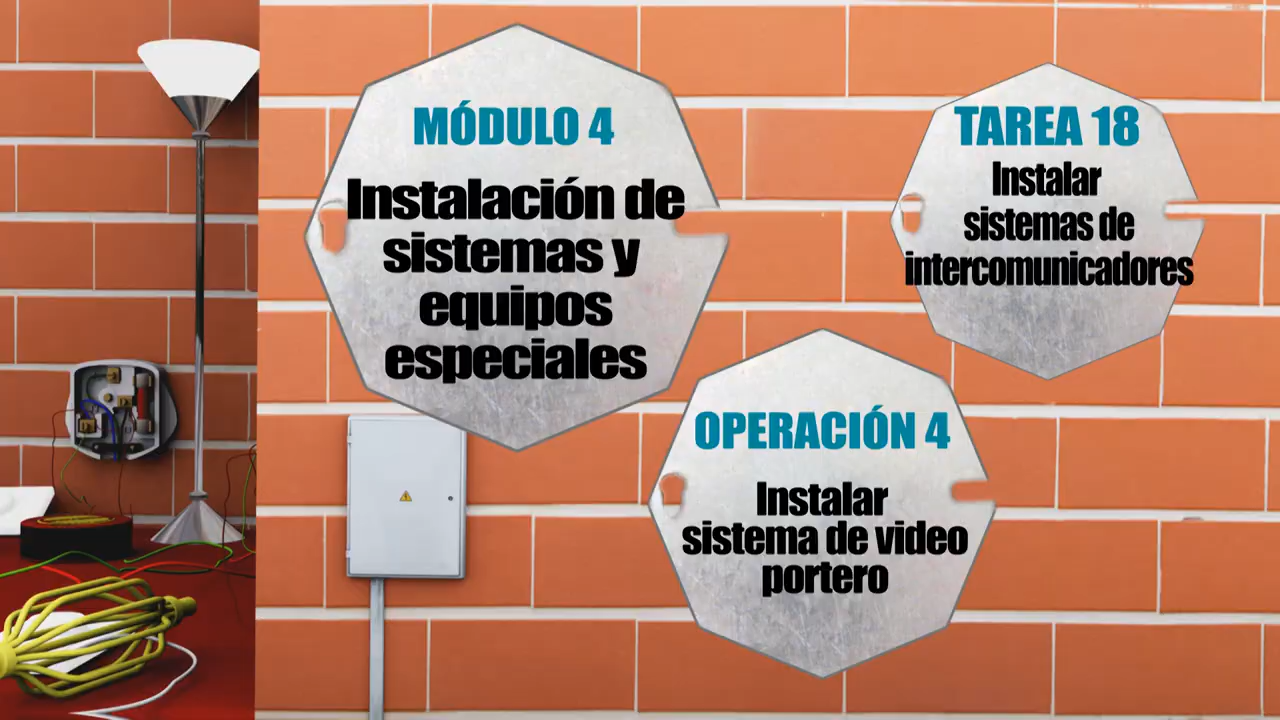 MÓDULO 4
Instalación de
sistemas y
equipos
especiales
TAREA 18
Instalar
sistemas de
intercomunicadores
OPERACIÓN 4
Instalar
sistema de video
portero